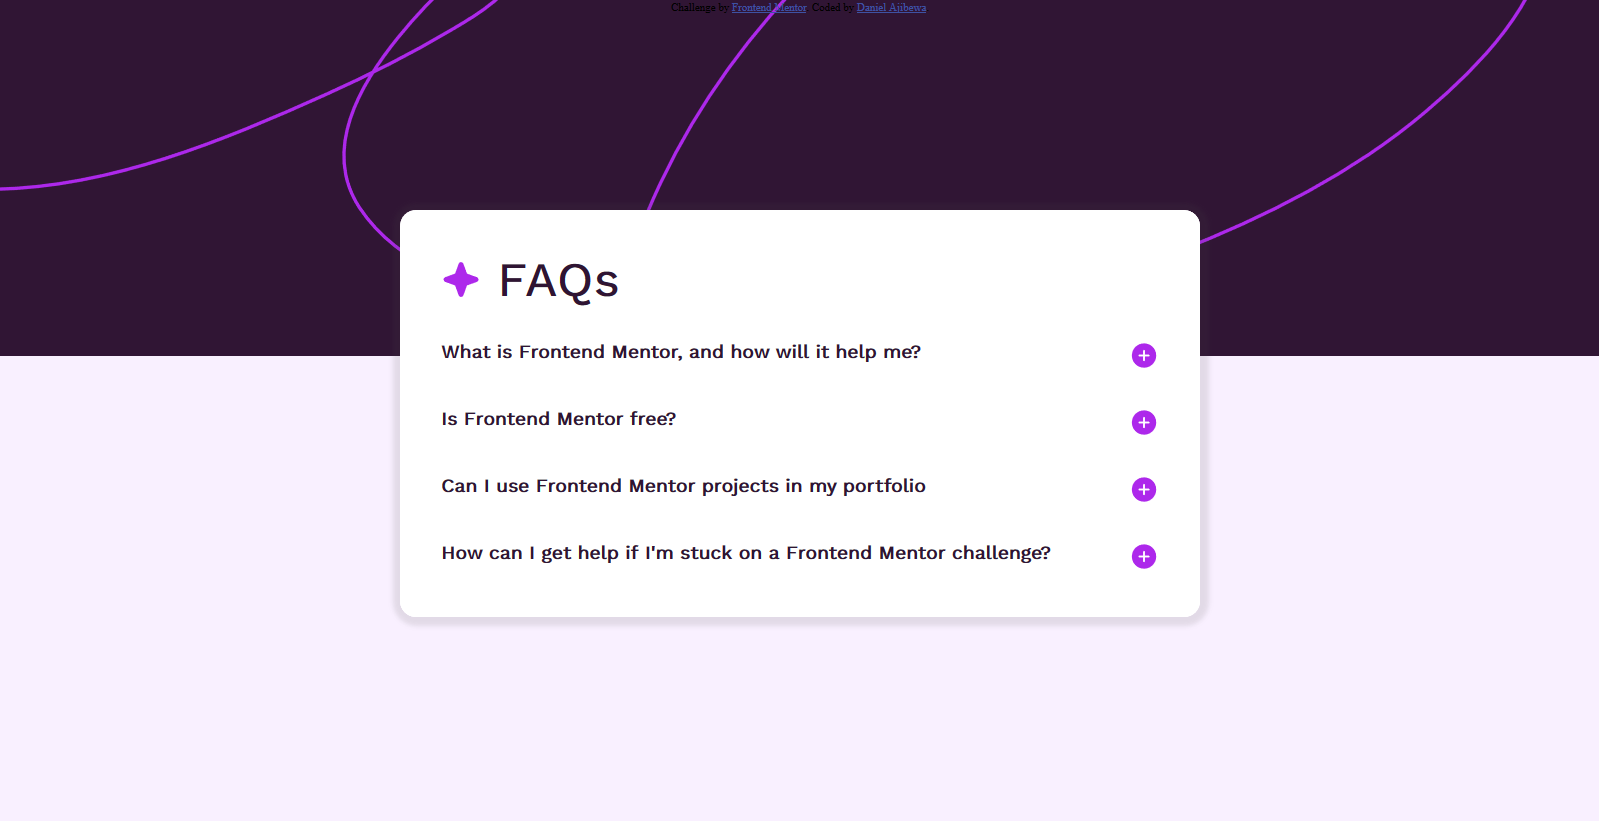 Challenge by Frontend Mentor Coded by Daniel Ajibewa
FAQs
What is Frontend Mentor, and how will it help me?
Is Frontend Mentor free?
Can I use Frontend Mentor projects in my portfolio
How can I get help if I'm stuck on a Frontend Mentor challenge?